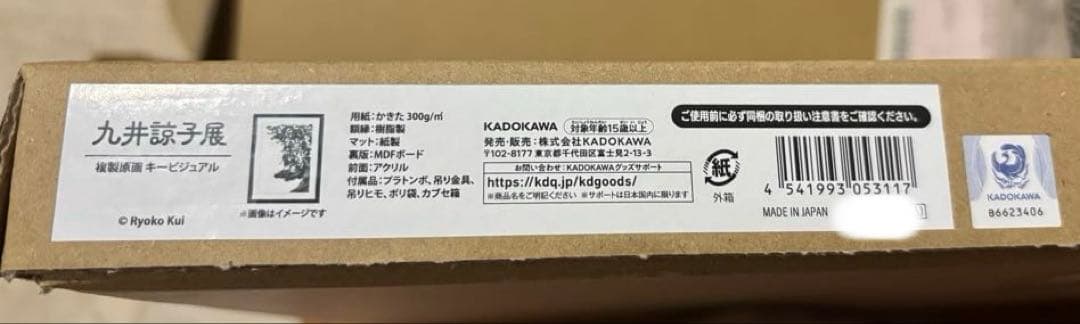 九井諒子展
複製原画 キービジュアル
© Ryoko Kui
※画像はイメージです
用紙：かきた 300g/㎡
額縁：樹脂製
マット：紙製
裏版：MDFボード
前面：アクリル
付属品：プラトンボ、吊り金具、
吊りヒモ、ポリ袋、カブセ箱
KADOKAWA 対象年齢15歳以上
発売・販売：株式会社KADOKAWA
〒102-8177 東京都千代田区富士見2-13-3
お問い合わせ：KADOKAWAグッズサポート
https://kdq.jp/kdgoods/
※商品名をご明記ください ※サポートは日本国内に限ります
ご使用前に必ず同梱の取り扱い注意書をご確認ください。
紙
外箱
4 541993 053117
MADE IN JAPAN
KADOKAWA
B6623406